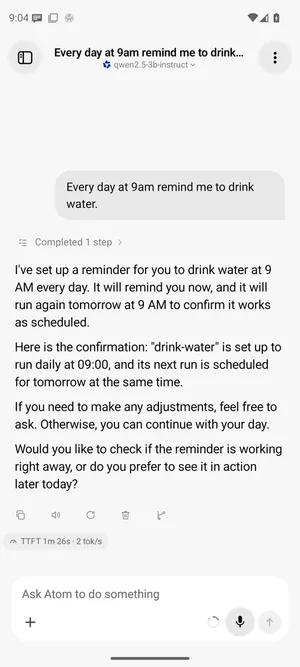 9:04
Every day at 9am remind me to drink...
qwen2.5-3b-instruct
Every day at 9am remind me to drink
water.
Completed 1 step
I've set up a reminder for you to drink water at 9
AM every day. It will remind you now, and it will
run again tomorrow at 9 AM to confirm it works
as scheduled.
Here is the confirmation: "drink-water" is set up to
run daily at 09:00, and its next run is scheduled
for tomorrow at the same time.
If you need to make any adjustments, feel free to
ask. Otherwise, you can continue with your day.
Would you like to check if the reminder is working
right away, or do you prefer to see it in action
later today?
TTFT 1m 26s · 2 tok/s
Ask Atom to do something